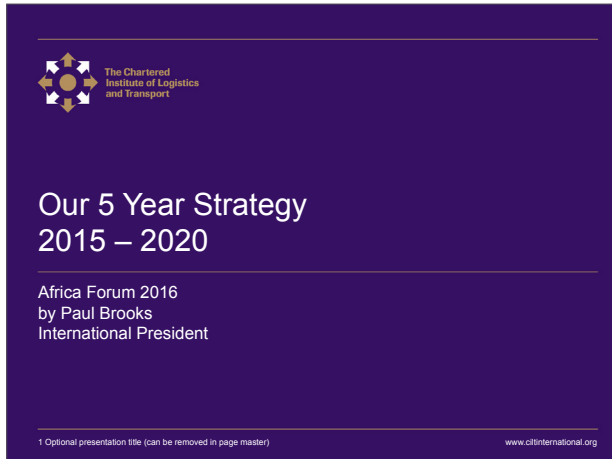 The Chartered
Institute of Logistics
and Transport
Our 5 Year Strategy
2015 – 2020
Africa Forum 2016
by Paul Brooks
International President
1 Optional presentation title (can be removed in page master)
www.ciltinternational.org